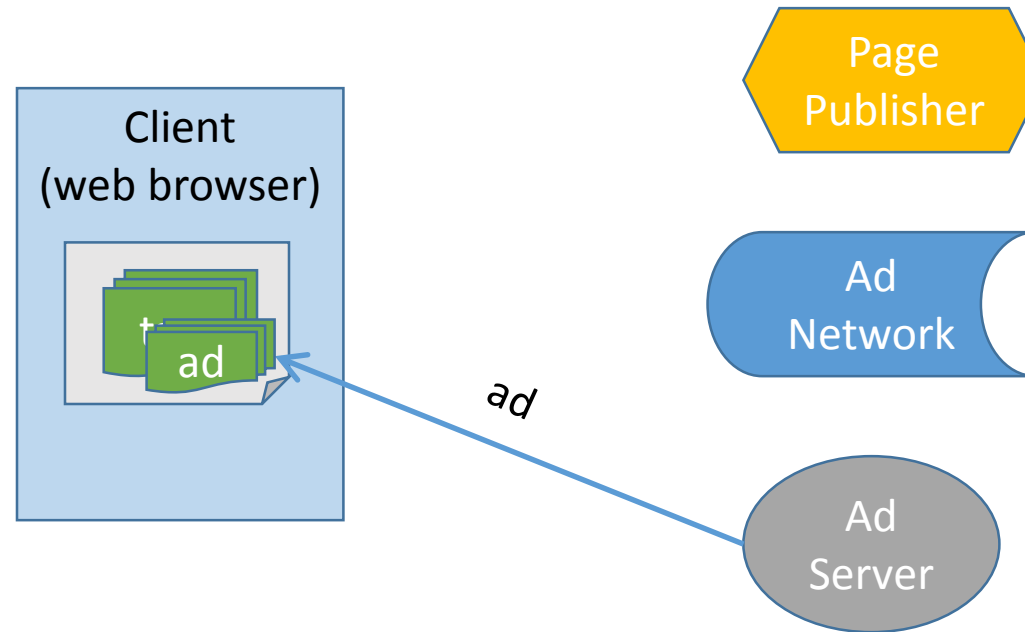 Client
(web browser)
ad
ad
Page
Publisher
Ad
Network
Ad
Server